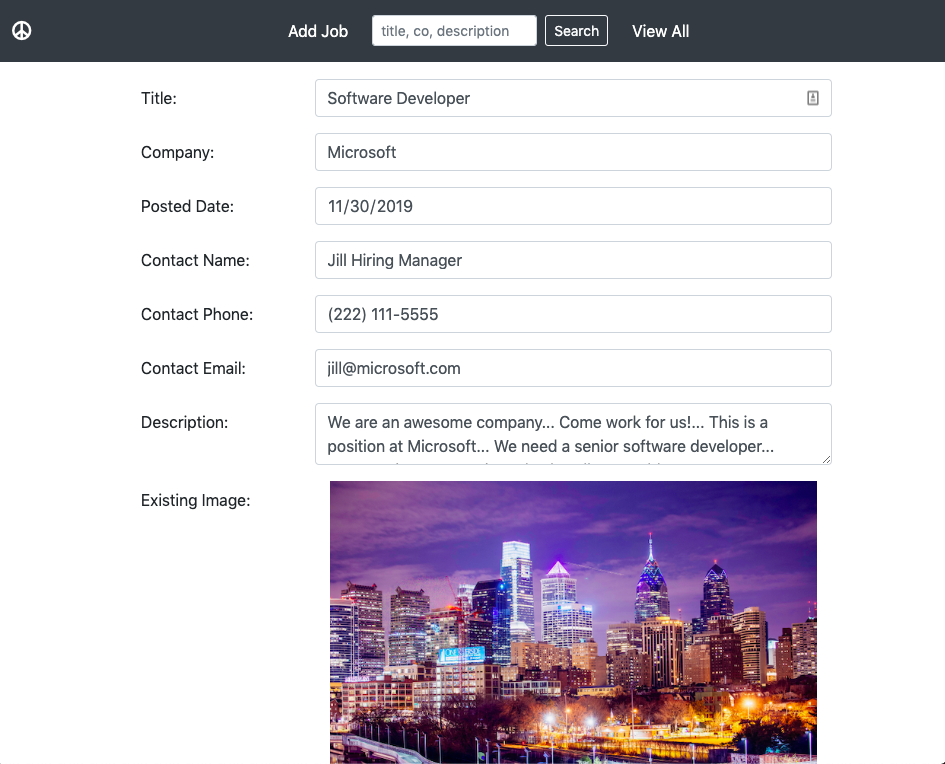 Add Job title, co, description Search View All
Title: Software Developer
Company: Microsoft
Posted Date: 11/30/2019
Contact Name: Jill Hiring Manager
Contact Phone: (222) 111-5555
Contact Email: jill@microsoft.com
Description: We are an awesome company... Come work for us!... This is a
position at Microsoft... We need a senior software developer...
Existing Image: